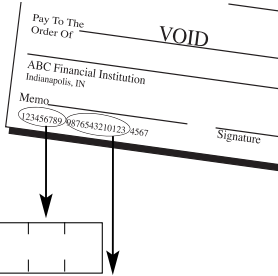 Pay To The
Order Of
VOID
ABC Financial Institution
Indianapolis, IN
Memo
123456789 9876543210123 4567
Signature